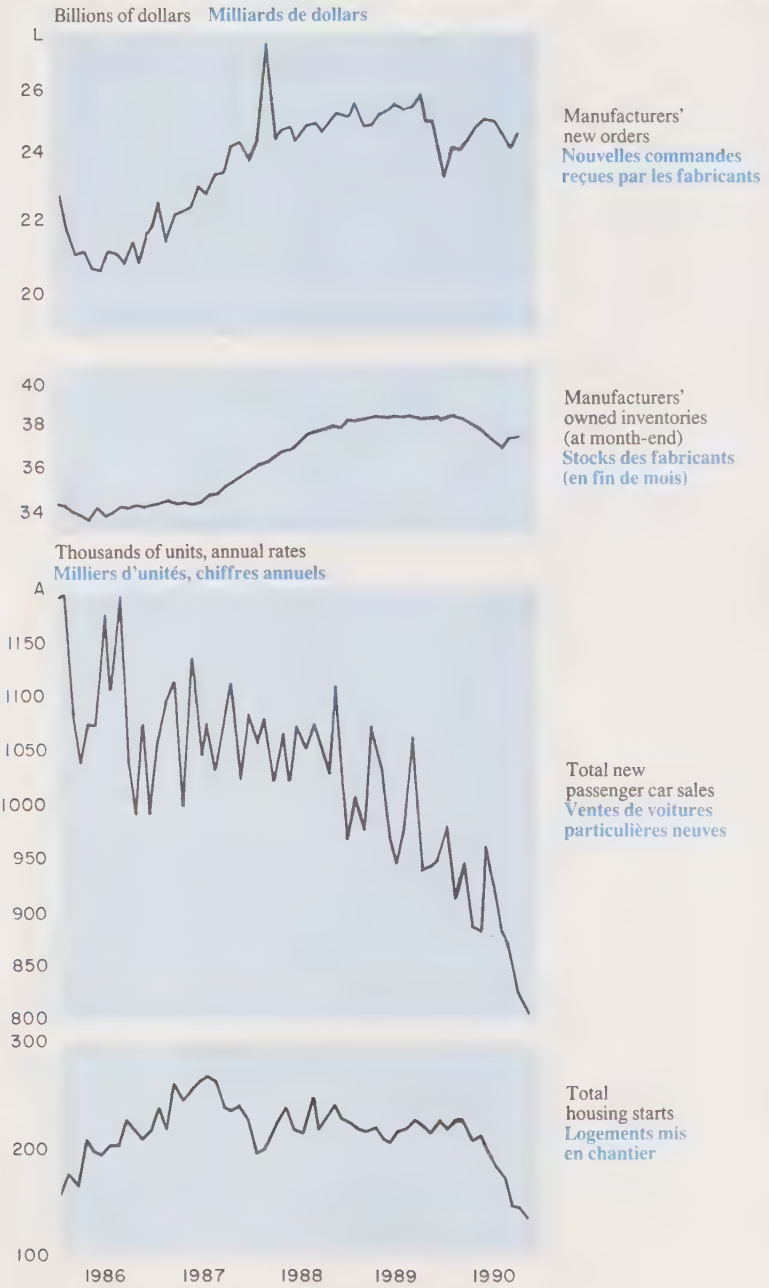 Billions of dollars Milliards de dollars
L
26
24
22
20
Manufacturers'
new orders
Nouvelles commandes
reçues par les fabricants
40
38
36
34
Manufacturers'
owned inventories
(at month-end)
Stocks des fabricants
(en fin de mois)
Thousands of units, annual rates
Milliers d'unités, chiffres annuels
A
1150
1100
1050
1000
950
900
850
800
Total new
passenger car sales
Ventes de voitures
particulières neuves
300
200
100
Total
housing starts
Logements mis
en chantier
1986 1987 1988 1989 1990